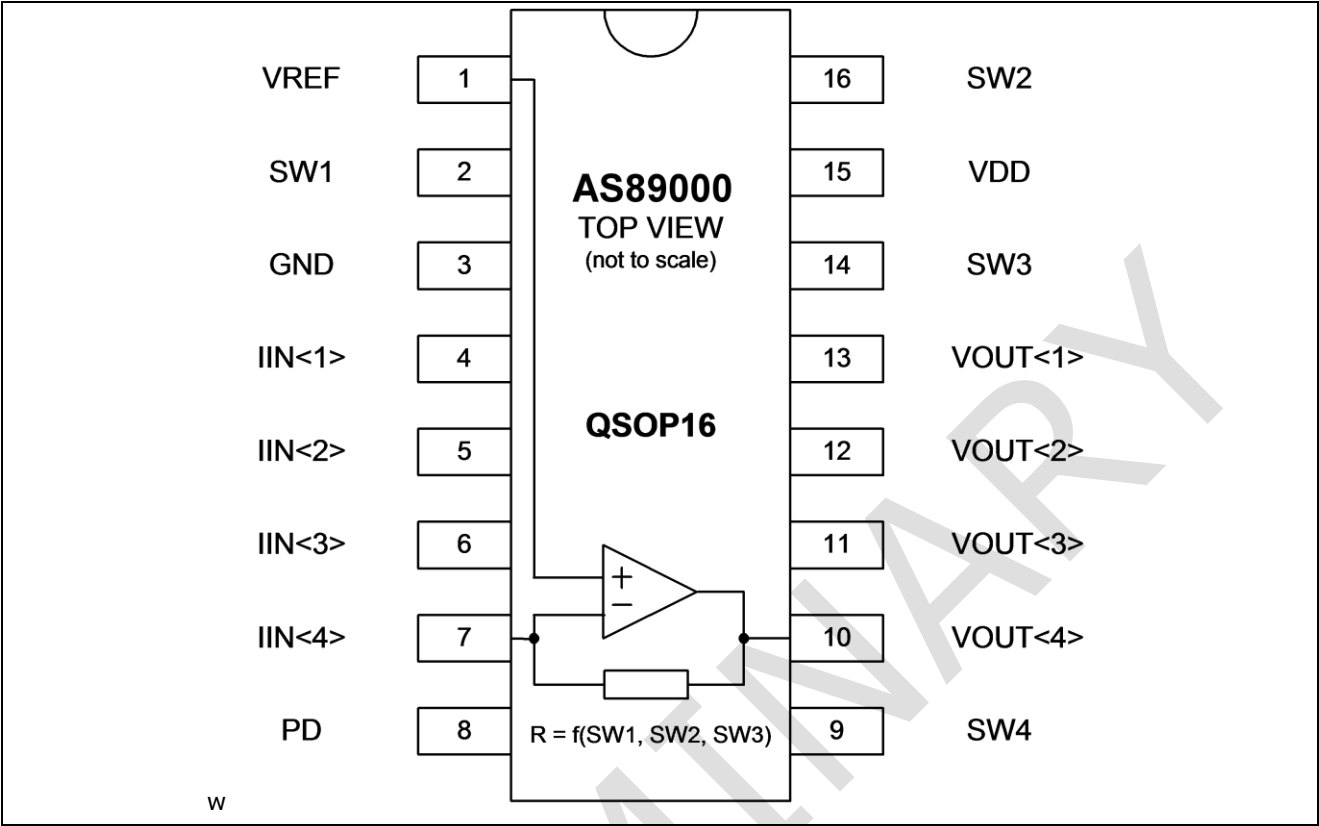 VREF 1 16 SW2
SW1 2 15 VDD
AS89000
TOP VIEW
GND 3 (not to scale) 14 SW3
IIN<1> 4 13 VOUT<1>
QSOP16
IIN<2> 5 12 VOUT<2>
IIN<3> 6 11 VOUT<3>
+
−
IIN<4> 7 10 VOUT<4>
PD 8 R = f(SW1, SW2, SW3) 9 SW4
w
MINARY